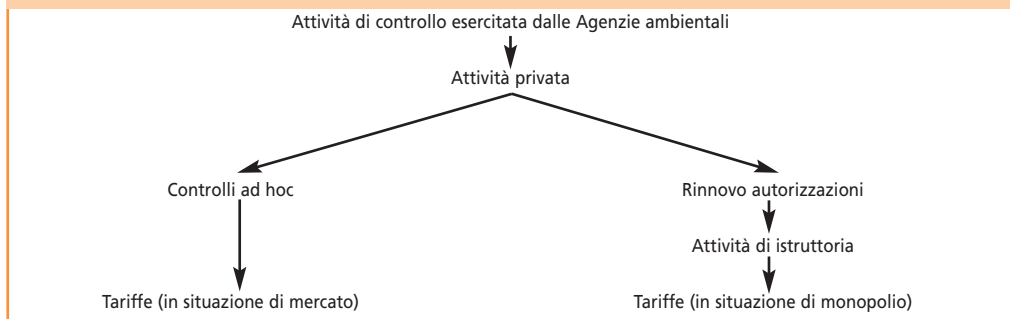 Attività di controllo esercitata dalle Agenzie ambientali
Attività privata
Controlli ad hoc
Rinnovo autorizzazioni
Attività di istruttoria
Tariffe (in situazione di mercato)
Tariffe (in situazione di monopolio)